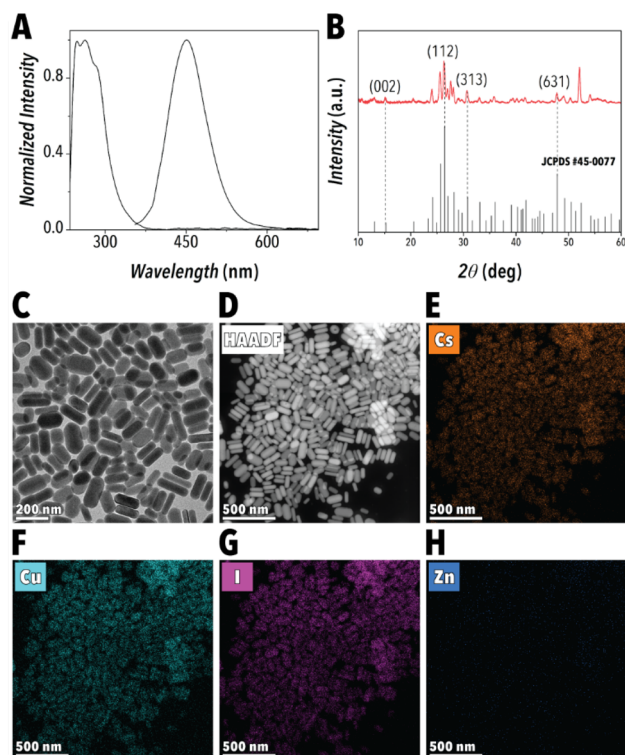 A
Normalized Intensity
0.8
0.4
0.0
300
450
600
Wavelength (nm)
B
Intensity (a.u.)
(002)
(112)
(313)
(631)
JCPDS #45-0077
10
20
30
40
50
60
2θ (deg)
C
200 nm
D
HAADF
500 nm
E
Cs
500 nm
F
Cu
500 nm
G
I
500 nm
H
Zn
500 nm